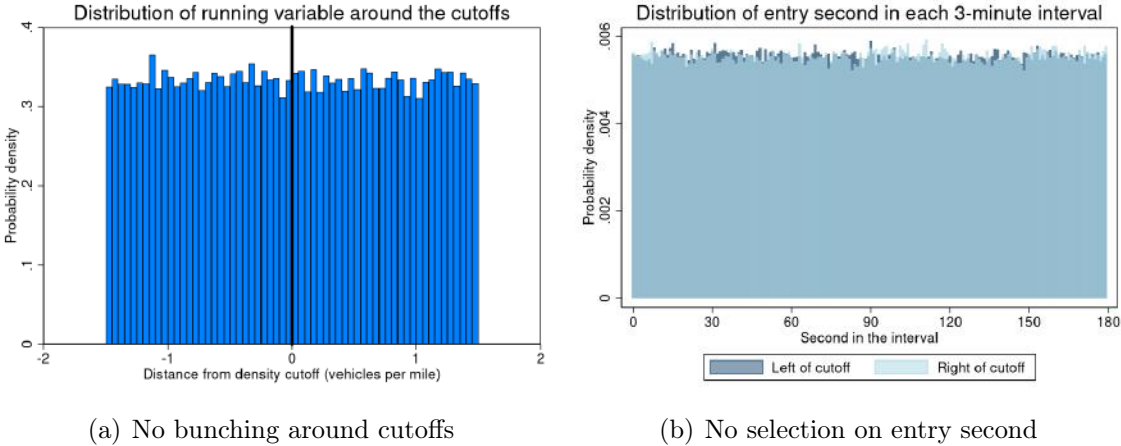 Distribution of running variable around the cutoffs
Probability density
.4
.3
.2
.1
0
-2
-1
0
1
2
Distance from density cutoff (vehicles per mile)
(a) No bunching around cutoffs
Distribution of entry second in each 3-minute interval
Probability density
.006
.004
.002
0
0
30
60
90
120
150
180
Second in the interval
Left of cutoff
Right of cutoff
(b) No selection on entry second